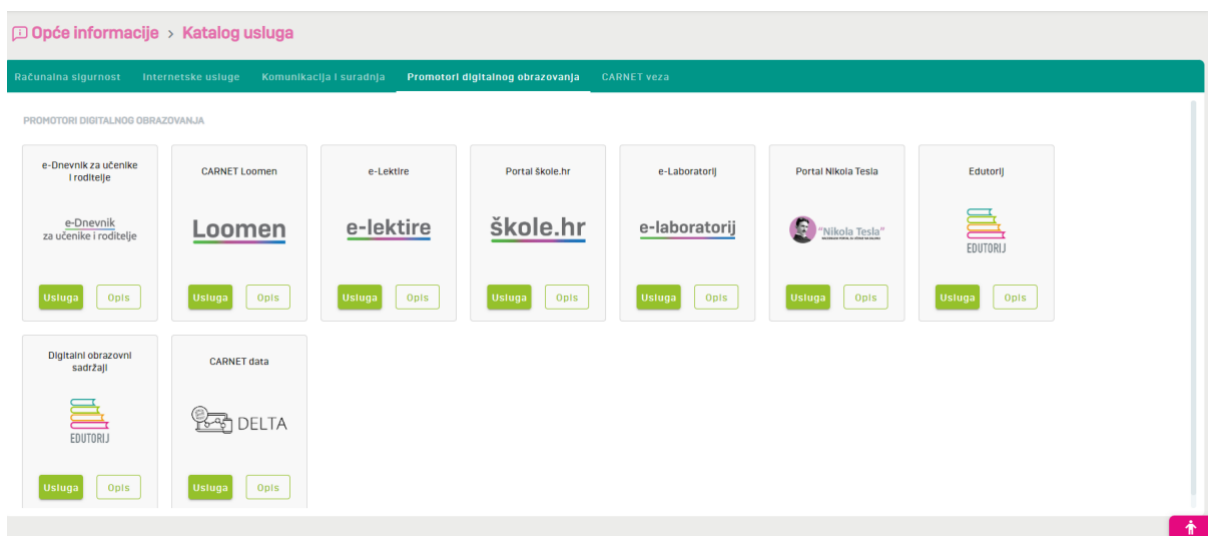 Opće informacije > Katalog usluga
Računalna sigurnost Internetske usluge Komunikacija i suradnja Promotori digitalnog obrazovanja CARNET veza
PROMOTORI DIGITALNOG OBRAZOVANJA
e-Dnevnik za učenike
i roditelje
e-Dnevnik
za učenike i roditelje
Usluga Opis
CARNET Loomen
Loomen
Usluga Opis
e-Lektire
e-lektire
Usluga Opis
Portal škole.hr
škole.hr
Usluga Opis
e-Laboratorij
e-laboratorij
Usluga Opis
Portal Nikola Tesla
"Nikola Tesla"
Usluga Opis
Edutorij
EDUTORIJ
Usluga Opis
Digitalni obrazovni
sadržaji
EDUTORIJ
Usluga Opis
CARNET data
DELTA
Usluga Opis